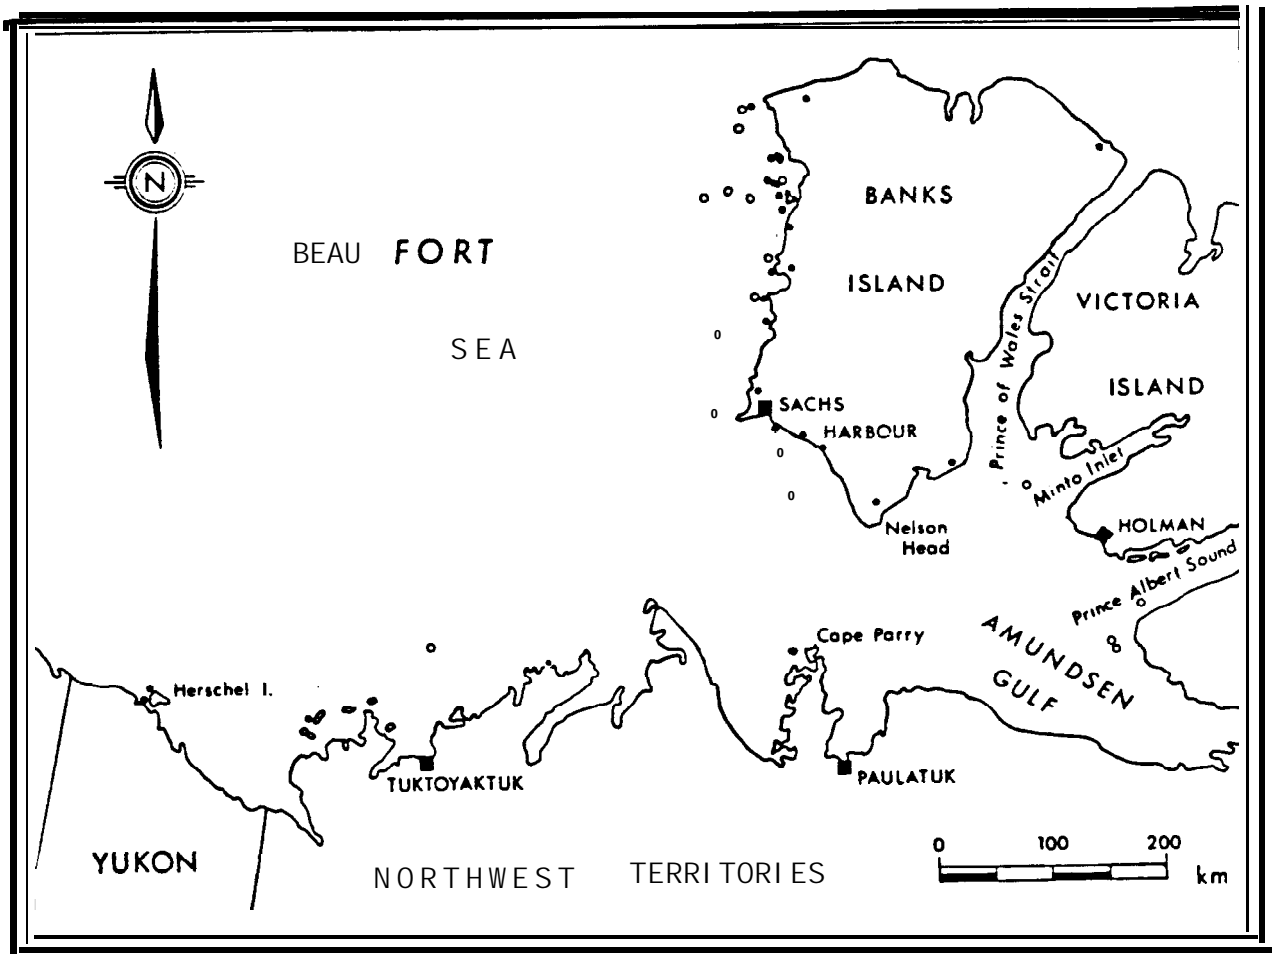 N
BEAU FORT
SEA
BANKS
ISLAND
VICTORIA
ISLAND
Prince of Wales Strait
SACHS
HARBOUR
Minto Inlet
HOLMAN
Nelson
Head
Prince Albert Sound
Cape Parry
AMUNDSEN
GULF
Herschel I.
TUKTOYAKTUK
PAULATUK
YUKON
NORTHWEST TERRITORIES
0 100 200
km